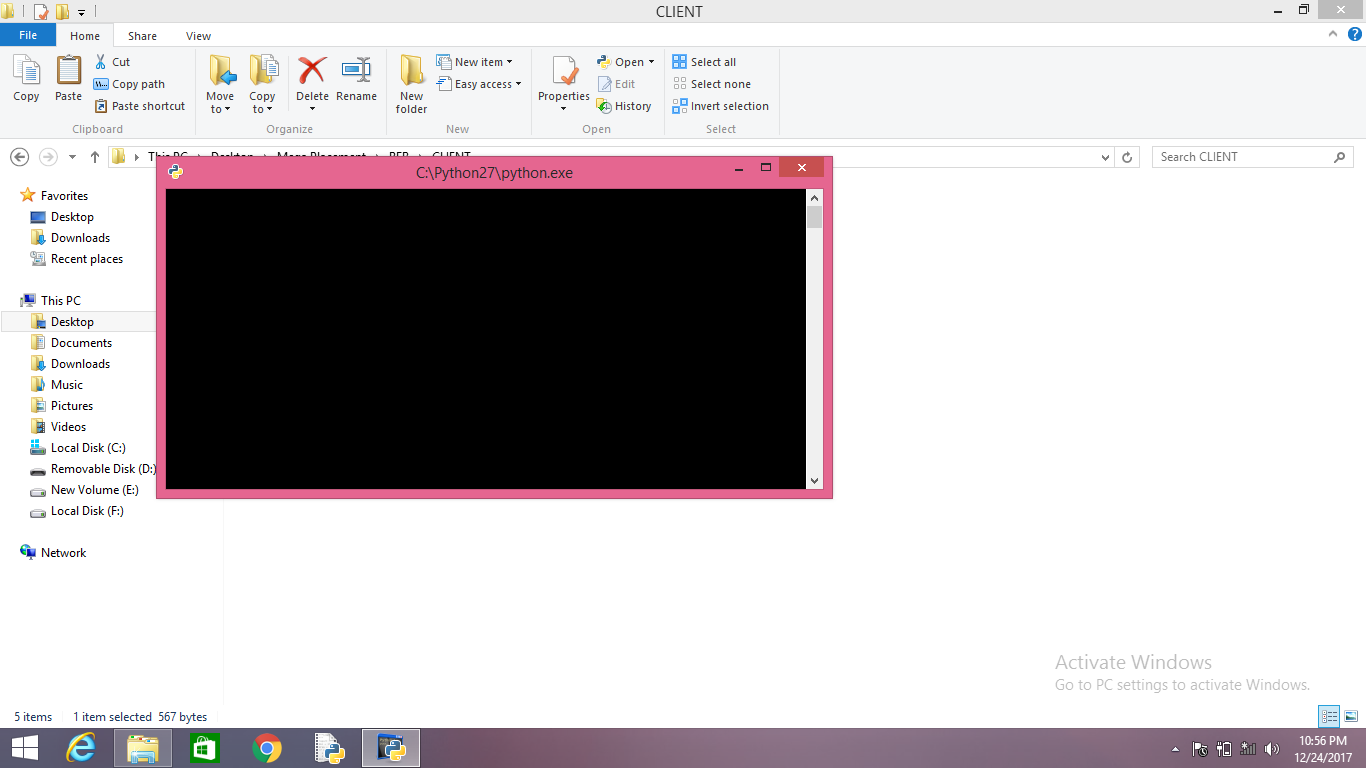 CLIENT
File Home Share View
Copy
Paste
Cut
Copy path
Paste shortcut
Clipboard
Move to
Copy to
Delete
Rename
Organize
New folder
New item
Easy access
New
Properties
Open
Edit
History
Open
Select all
Select none
Invert selection
Select
This PC Desktop CLIENT
Search CLIENT
C:\Python27\python.exe
Favorites
Desktop
Downloads
Recent places
This PC
Desktop
Documents
Downloads
Music
Pictures
Videos
Local Disk (C:)
Removable Disk (D:)
New Volume (E:)
Local Disk (F:)
Network
Activate Windows
Go to PC settings to activate Windows.
5 items 1 item selected 567 bytes
10:56 PM
12/24/2017